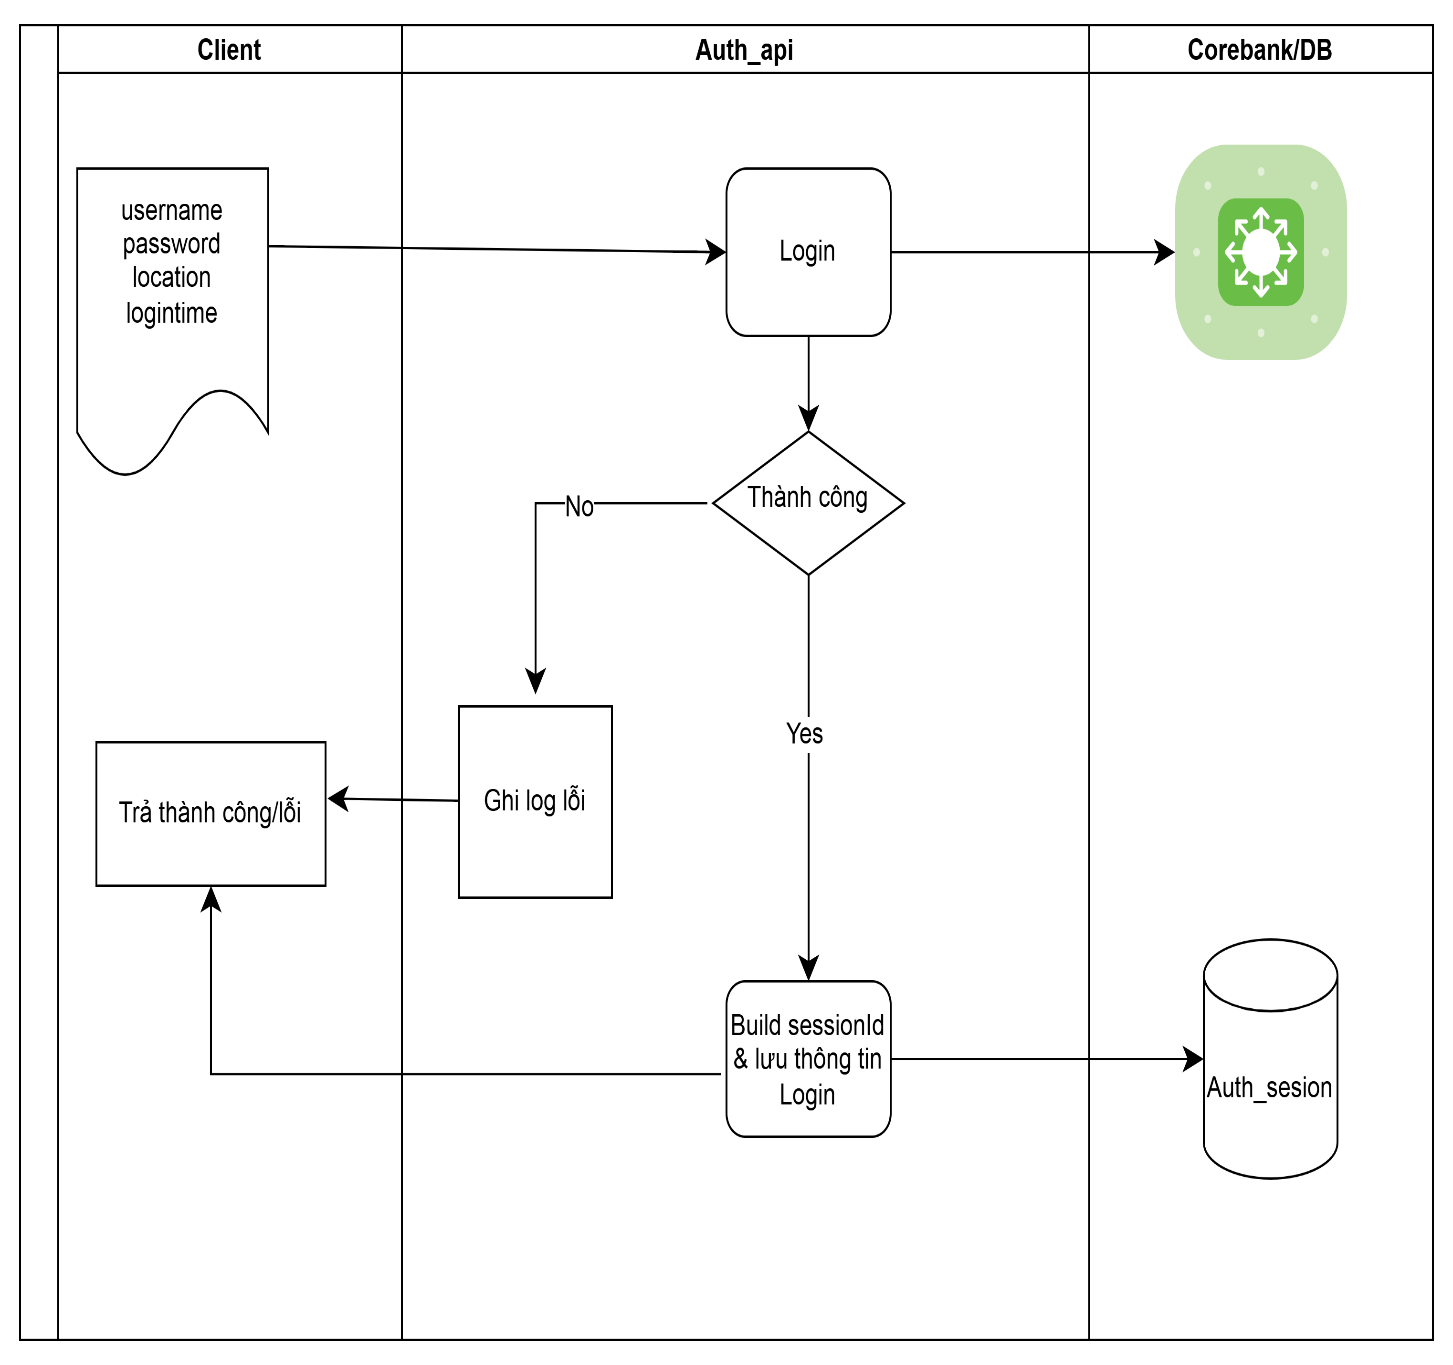 Client
Auth_api
Corebank/DB
username
password
location
logintime
Login
Thành công
No
Yes
Trả thành công/lỗi
Ghi log lỗi
Build sessionId
& lưu thông tin
Login
Auth_sesion